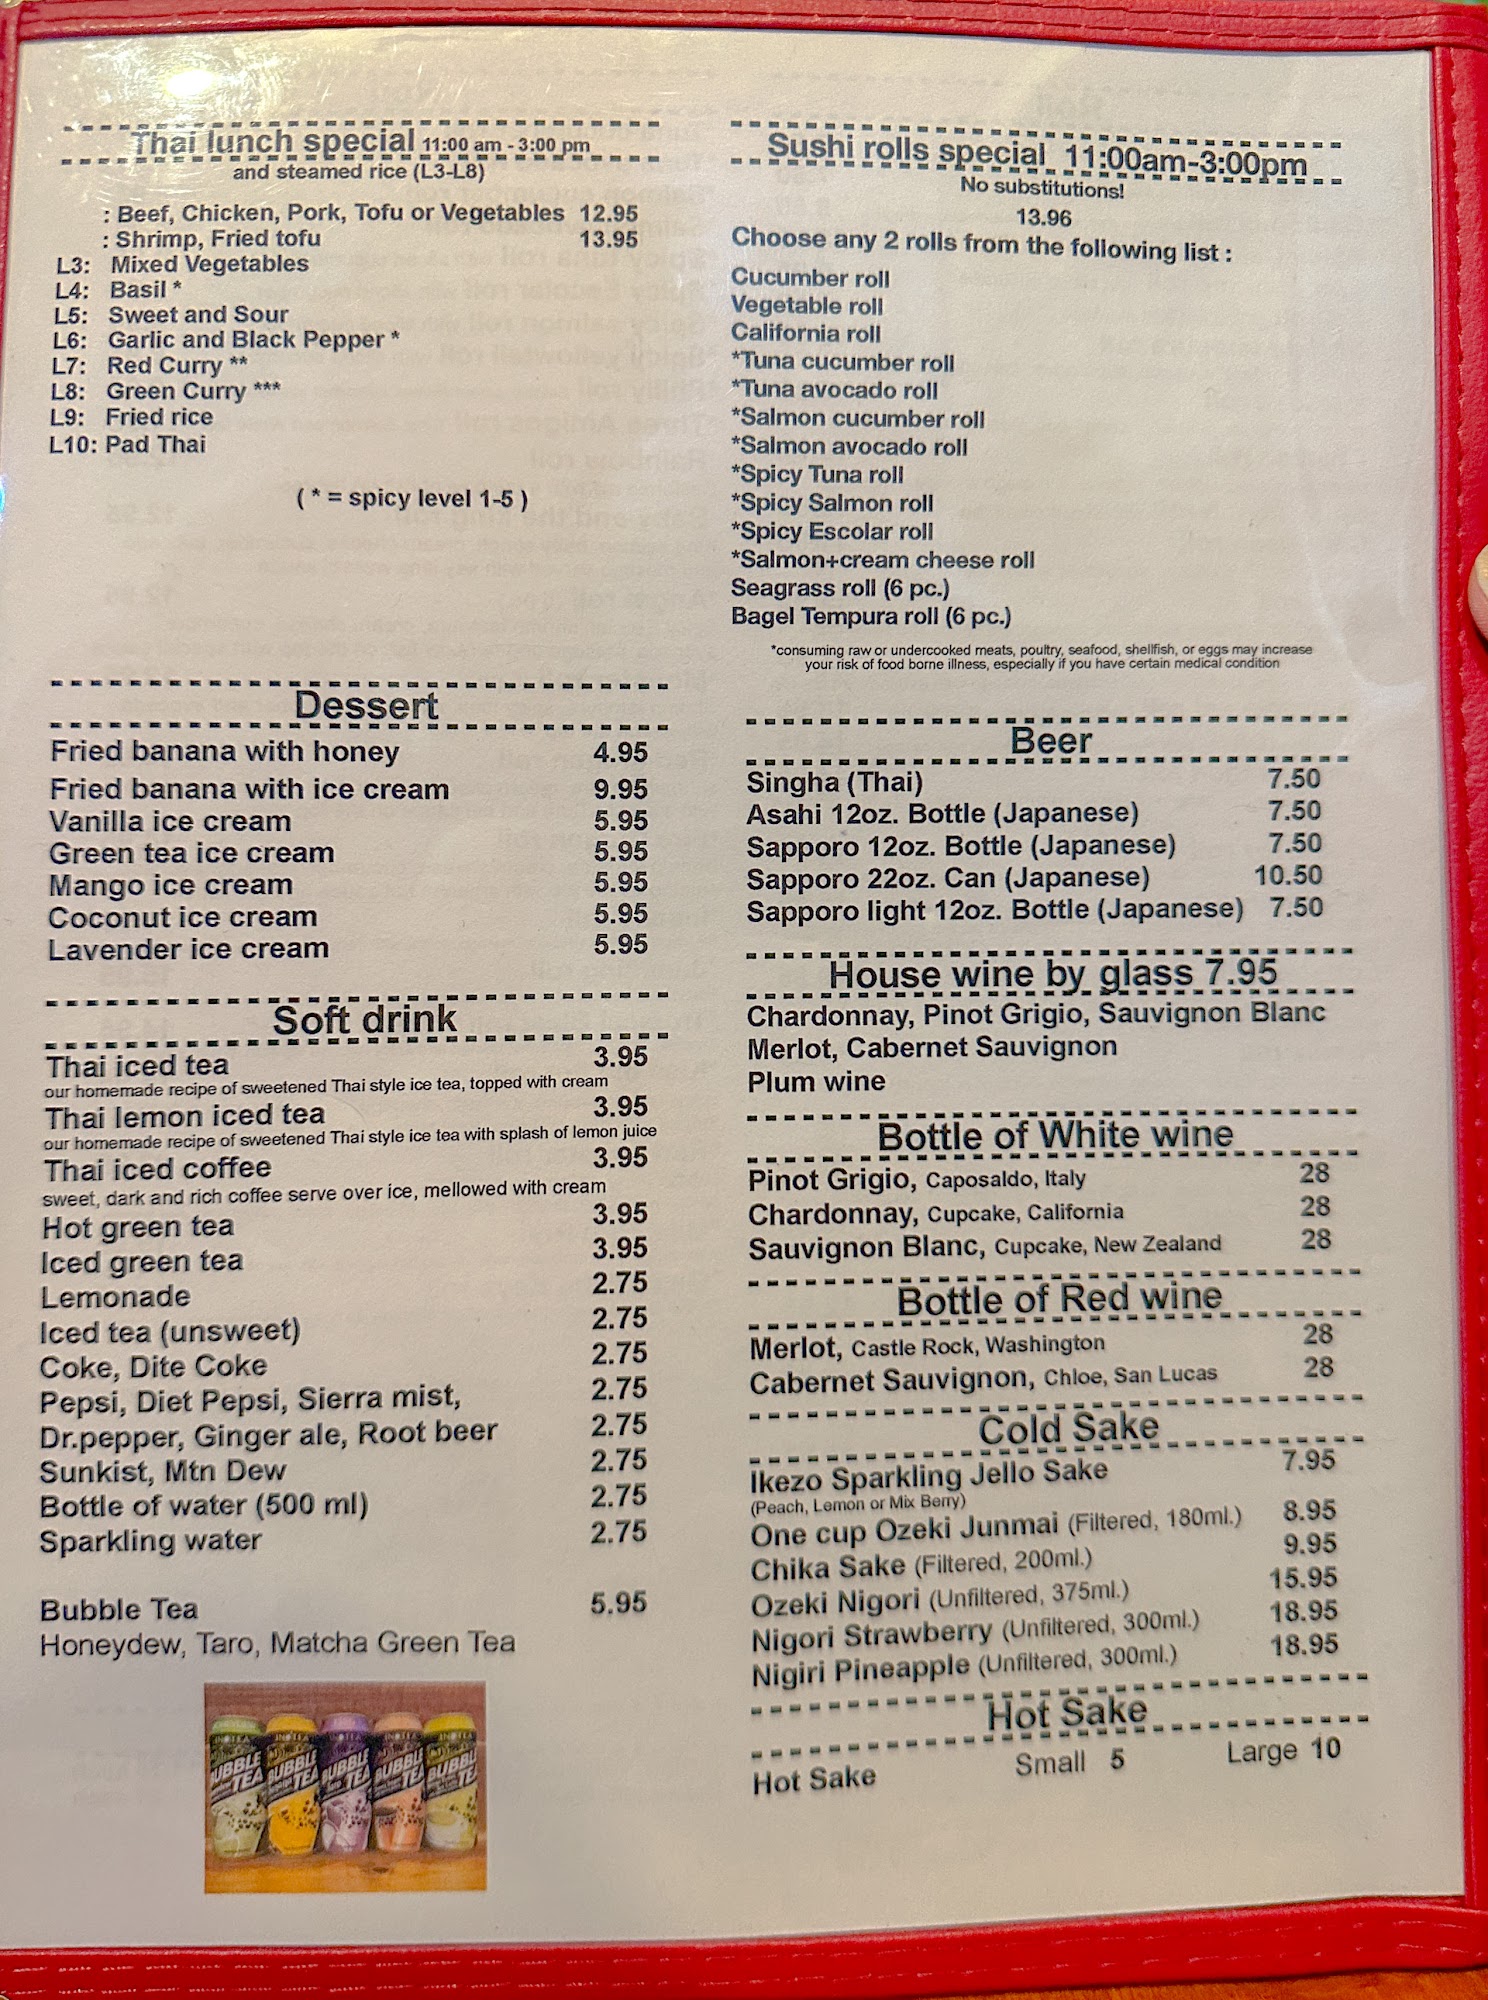 Thai lunch special 11:00 am - 3:00 pm
and steamed rice (L3-L8)
: Beef, Chicken, Pork, Tofu or Vegetables 12.95
: Shrimp, Fried tofu 13.95
L3: Mixed Vegetables
L4: Basil *
L5: Sweet and Sour
L6: Garlic and Black Pepper *
L7: Red Curry **
L8: Green Curry ***
L9: Fried rice
L10: Pad Thai
( * = spicy level 1-5 )
Dessert
Fried banana with honey 4.95
Fried banana with ice cream 9.95
Vanilla ice cream 5.95
Green tea ice cream 5.95
Mango ice cream 5.95
Coconut ice cream 5.95
Lavender ice cream 5.95
Soft drink
Thai iced tea 3.95
our homemade recipe of sweetened Thai style ice tea, topped with cream
Thai lemon iced tea 3.95
our homemade recipe of sweetened Thai style ice tea with splash of lemon juice
Thai iced coffee 3.95
sweet, dark and rich coffee serve over ice, mellowed with cream
Hot green tea 3.95
Iced green tea 3.95
Lemonade 2.75
Iced tea (unsweet) 2.75
Coke, Dite Coke 2.75
Pepsi, Diet Pepsi, Sierra mist, 2.75
Dr.pepper, Ginger ale, Root beer 2.75
Sunkist, Mtn Dew 2.75
Bottle of water (500 ml) 2.75
Sparkling water 2.75
Bubble Tea 5.95
Honeydew, Taro, Matcha Green Tea
BUBBLE TEA
BUBBLE TEA
BUBBLE TEA
BUBBLE TEA
BUBBLE TE
Sushi rolls special 11:00am-3:00pm
No substitutions!
13.96
Choose any 2 rolls from the following list :
Cucumber roll
Vegetable roll
California roll
*Tuna cucumber roll
*Tuna avocado roll
*Salmon cucumber roll
*Salmon avocado roll
*Spicy Tuna roll
*Spicy Salmon roll
*Spicy Escolar roll
*Salmon+cream cheese roll
Seagrass roll (6 pc.)
Bagel Tempura roll (6 pc.)
*consuming raw or undercooked meats, poultry, seafood, shellfish, or eggs may increase
your risk of food borne illness, especially if you have certain medical condition
Beer
Singha (Thai) 7.50
Asahi 12oz. Bottle (Japanese) 7.50
Sapporo 12oz. Bottle (Japanese) 7.50
Sapporo 22oz. Can (Japanese) 10.50
Sapporo light 12oz. Bottle (Japanese) 7.50
House wine by glass 7.95
Chardonnay, Pinot Grigio, Sauvignon Blanc
Merlot, Cabernet Sauvignon
Plum wine
Bottle of White wine
Pinot Grigio, Caposaldo, Italy 28
Chardonnay, Cupcake, California 28
Sauvignon Blanc, Cupcake, New Zealand 28
Bottle of Red wine
Merlot, Castle Rock, Washington 28
Cabernet Sauvignon, Chloe, San Lucas 28
Cold Sake
Ikezo Sparkling Jello Sake 7.95
(Peach, Lemon or Mix Berry)
One cup Ozeki Junmai (Filtered, 180ml.) 8.95
Chika Sake (Filtered, 200ml.) 9.95
Ozeki Nigori (Unfiltered, 375ml.) 15.95
Nigori Strawberry (Unfiltered, 300ml.) 18.95
Nigiri Pineapple (Unfiltered, 300ml.) 18.95
Hot Sake
Hot Sake Small 5 Large 10